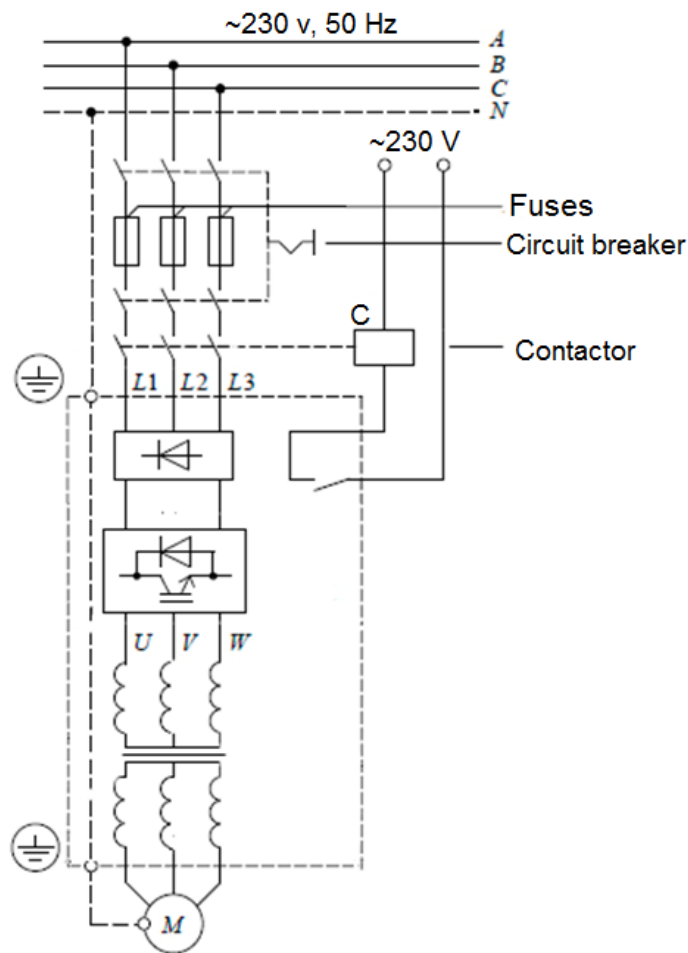 ~230 v, 50 Hz
A
B
C
N
~230 V
Fuses
Circuit breaker
C
Contactor
L1 L2 L3
U V W
M